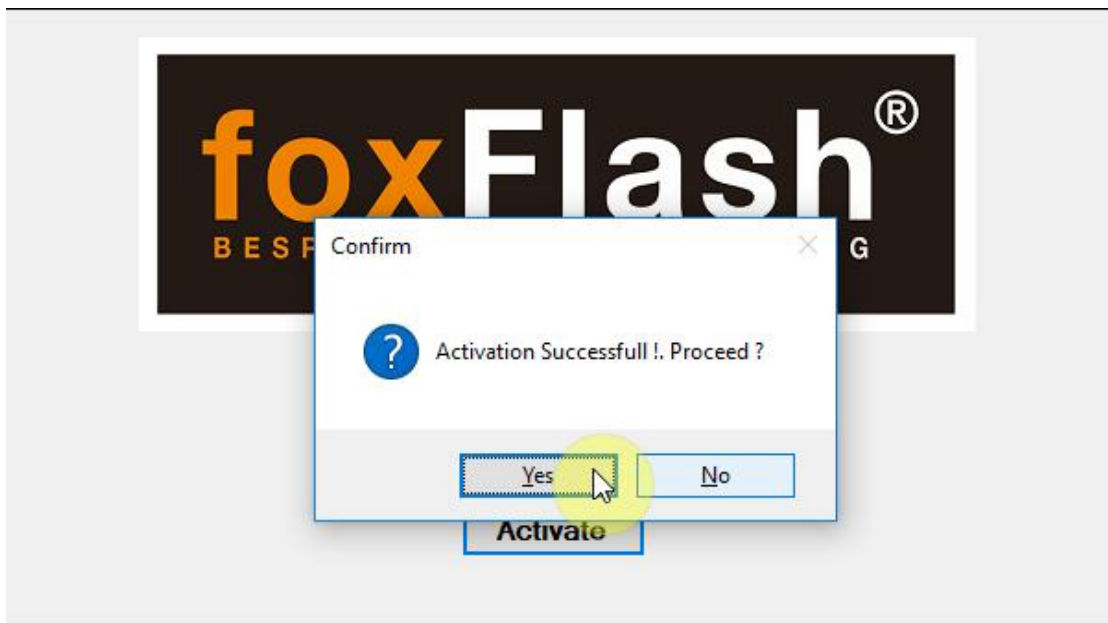 foxFlash®
BESP
G
Confirm
Activation Successfull !. Proceed ?
Yes
No
Activate